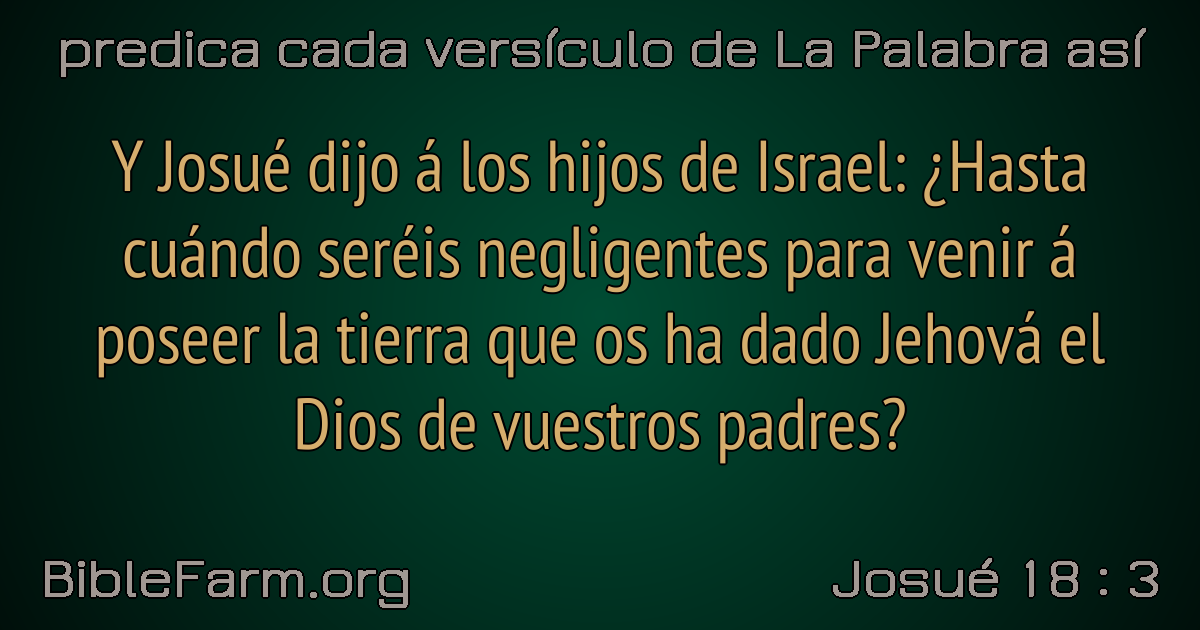 predica cada versículo de La Palabra así
Y Josué dijo á los hijos de Israel: ¿Hasta
cuándo seréis negligentes para venir á
poseer la tierra que os ha dado Jehová el
Dios de vuestros padres?
BibleFarm.org
Josué 18 : 3